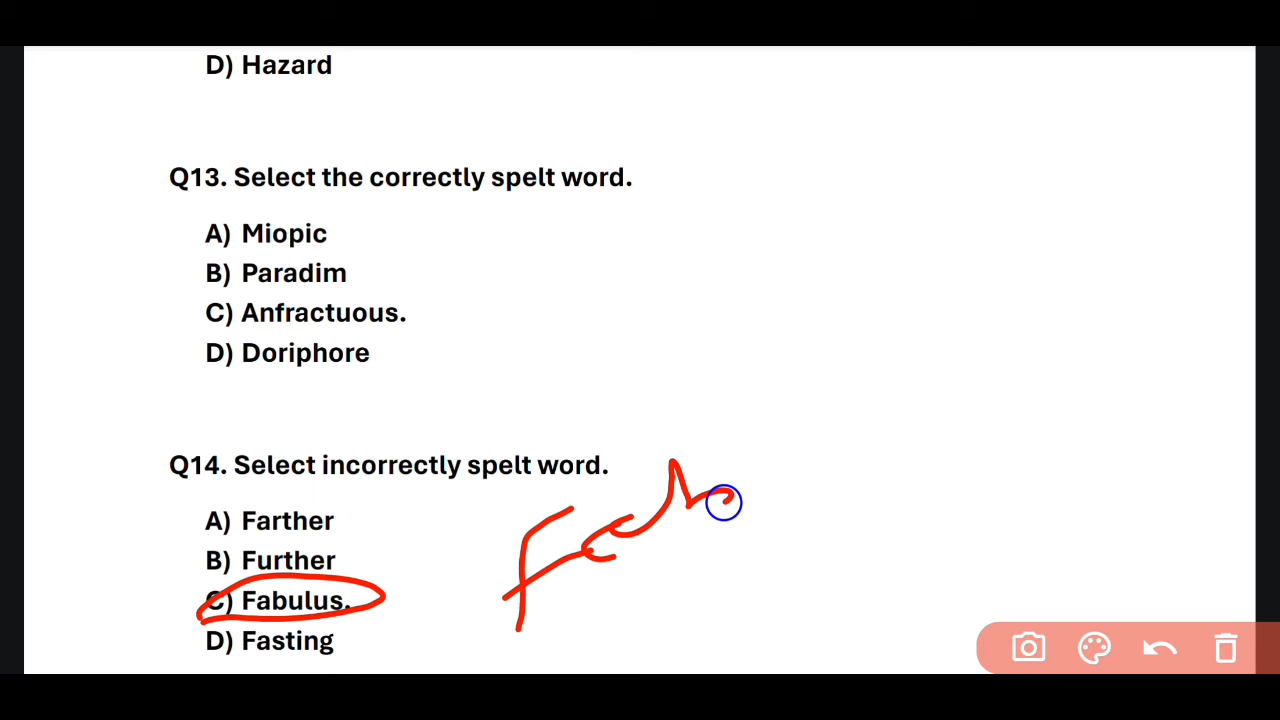 D) Hazard
Q13. Select the correctly spelt word.
A) Miopic
B) Paradim
C) Anfractuous.
D) Doriphore
Q14. Select incorrectly spelt word.
A) Farther
B) Further
C) Fabulus.
D) Fasting